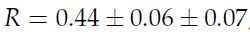 R = 0.44 ± 0.06 ± 0.07